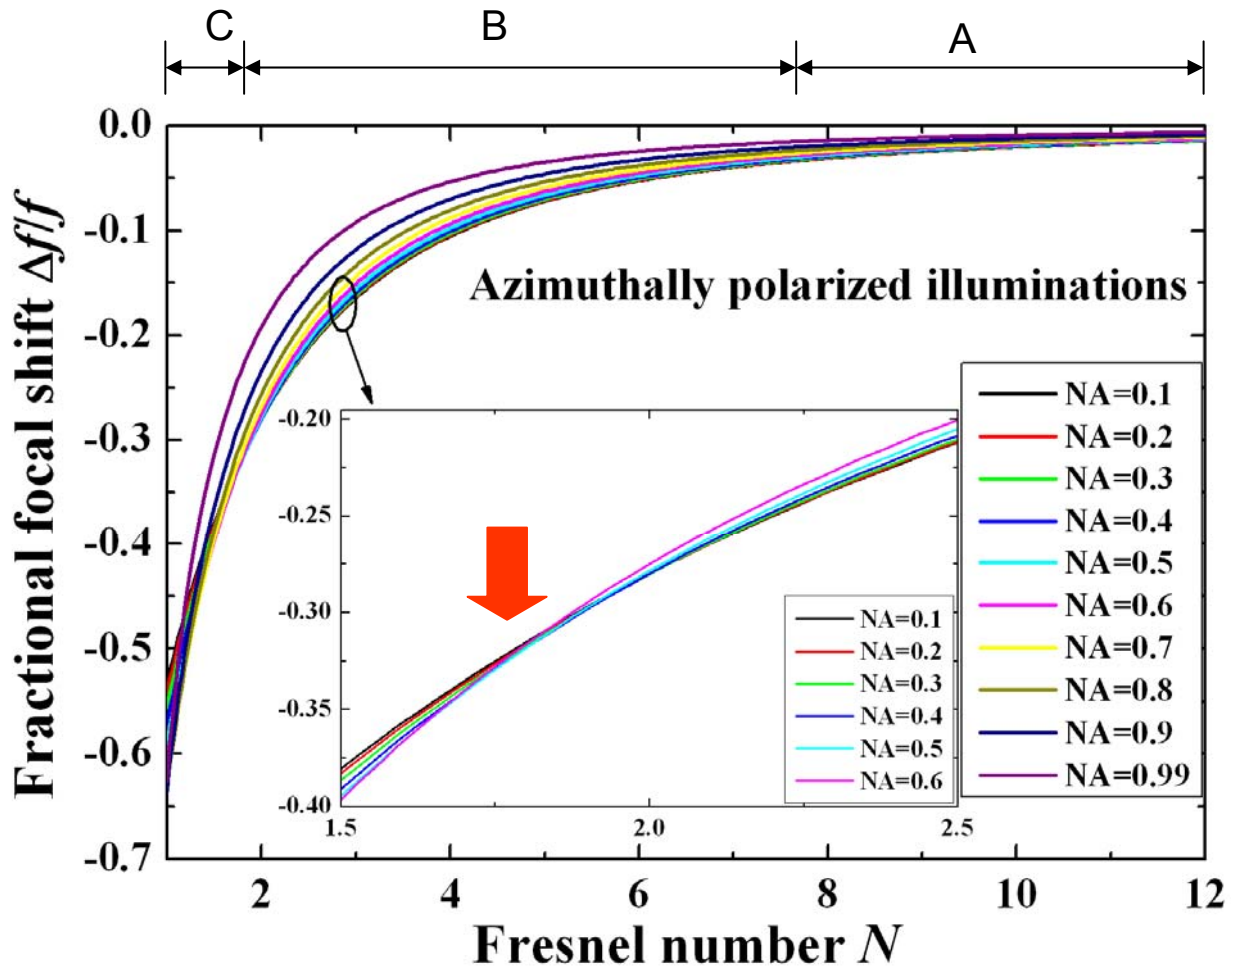 C
B
A
0.0
-0.1
-0.2
-0.3
-0.4
-0.5
-0.6
-0.7
Fractional focal shift Δf/f
Azimuthally polarized illuminations
NA=0.1
NA=0.2
NA=0.3
NA=0.4
NA=0.5
NA=0.6
NA=0.7
NA=0.8
NA=0.9
NA=0.99
-0.20
-0.25
-0.30
-0.35
-0.40
NA=0.1
NA=0.2
NA=0.3
NA=0.4
NA=0.5
NA=0.6
1.5 2.0 2.5
2 4 6 8 10 12
Fresnel number N